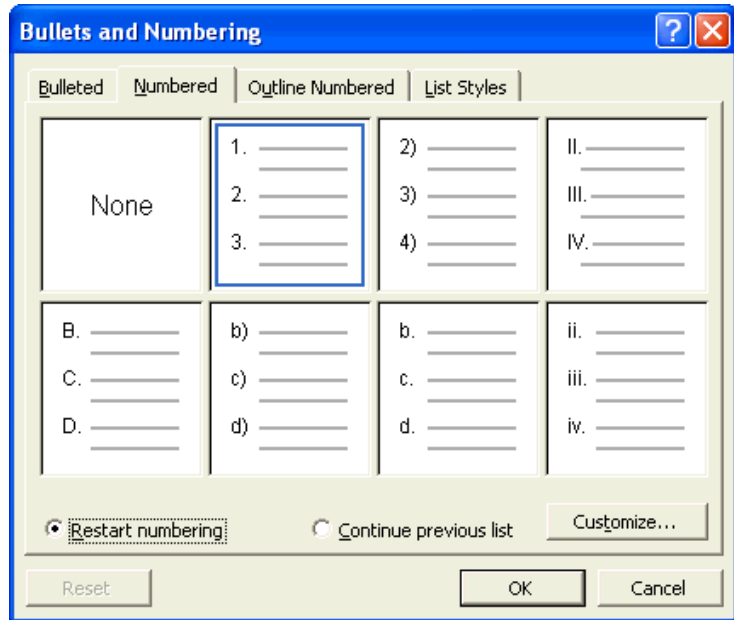 Bullets and Numbering
Bulleted Numbered Outline Numbered List Styles
None
1.
2.
3.
2)
3)
4)
II.
III.
IV.
B.
C.
D.
b)
c)
d)
b.
c.
d.
ii.
iii.
iv.
Restart numbering Continue previous list Customize...
Reset OK Cancel